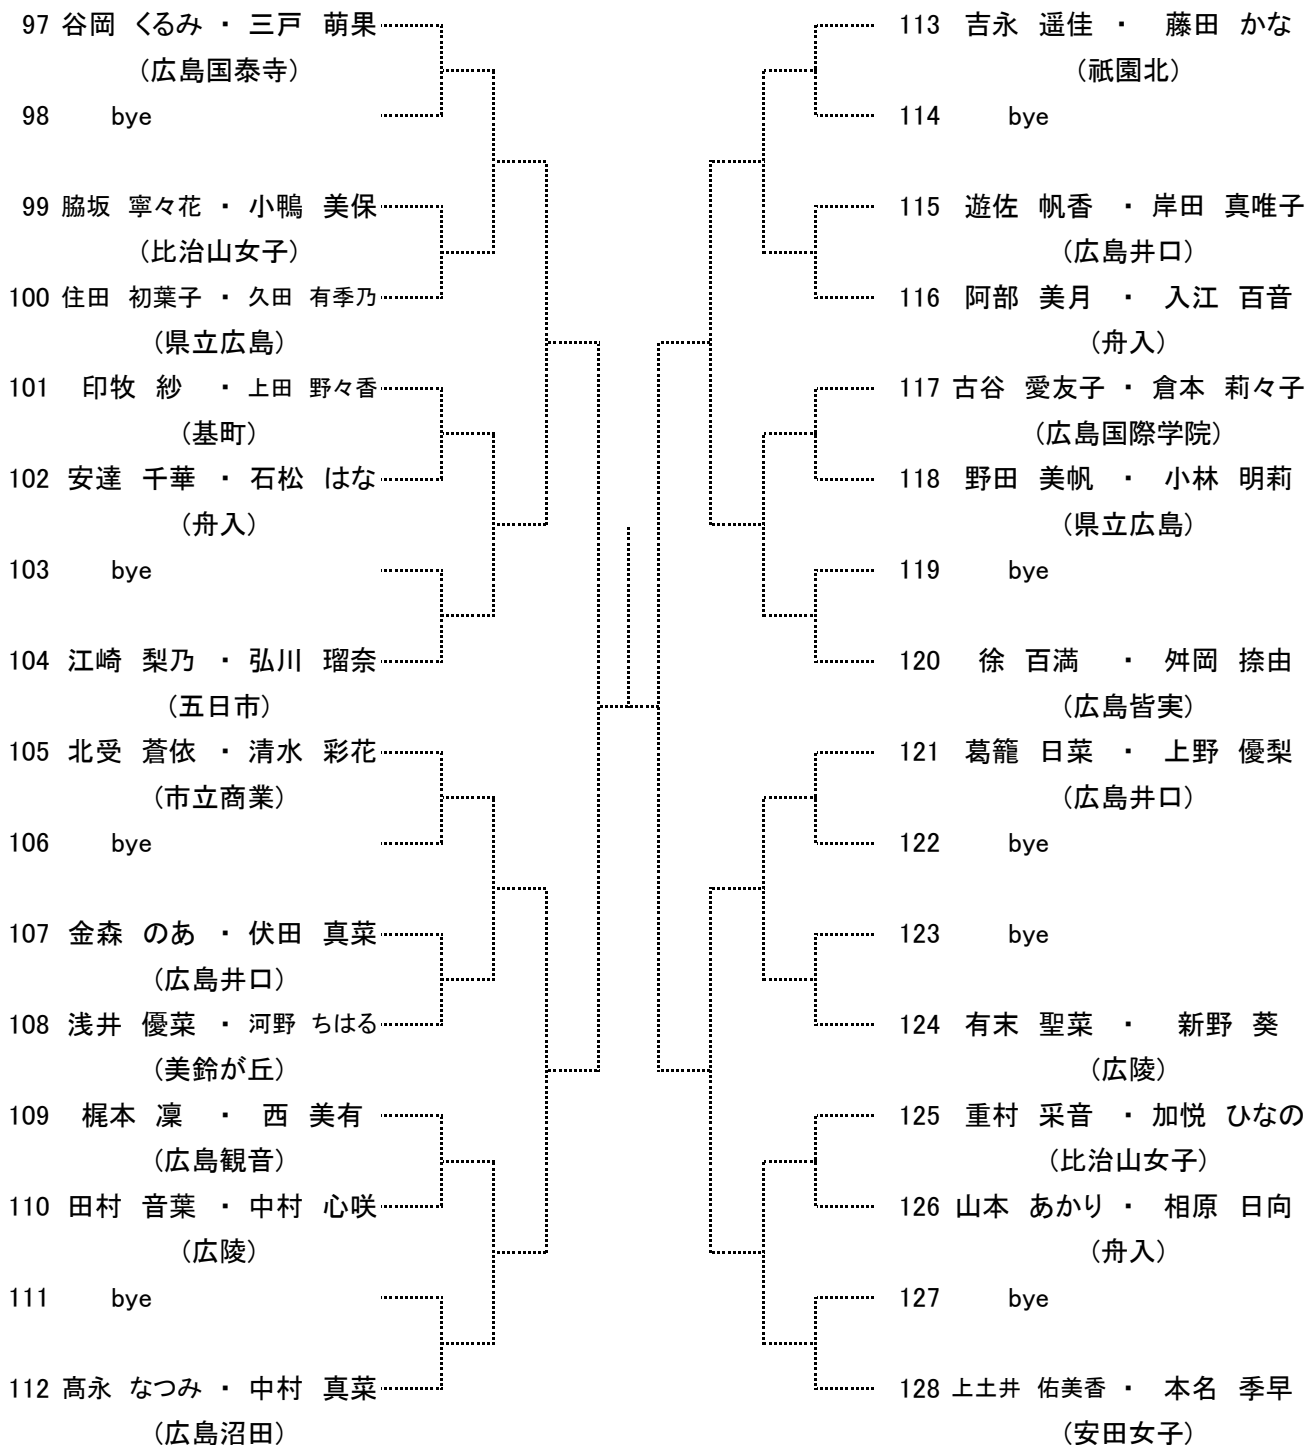 97 谷岡 くるみ ・ 三戸 萌果
(広島国泰寺)
98 bye
99 脇坂 寧々花 ・ 小鴨 美保
(比治山女子)
100 住田 初葉子 ・ 久田 有季乃
(県立広島)
101 印牧 紗 ・ 上田 野々香
(基町)
102 安達 千華 ・ 石松 はな
(舟入)
103 bye
104 江崎 梨乃 ・ 弘川 瑠奈
(五日市)
105 北受 蒼依 ・ 清水 彩花
(市立商業)
106 bye
107 金森 のあ ・ 伏田 真菜
(広島井口)
108 浅井 優菜 ・ 河野 ちはる
(美鈴が丘)
109 梶本 凜 ・ 西 美有
(広島観音)
110 田村 音葉 ・ 中村 心咲
(広陵)
111 bye
112 髙永 なつみ ・ 中村 真菜
(広島沼田)
113 吉永 遥佳 ・ 藤田 かな
(祇園北)
114 bye
115 遊佐 帆香 ・ 岸田 真唯子
(広島井口)
116 阿部 美月 ・ 入江 百音
(舟入)
117 古谷 愛友子 ・ 倉本 莉々子
(広島国際学院)
118 野田 美帆 ・ 小林 明莉
(県立広島)
119 bye
120 徐 百満 ・ 舛岡 捺由
(広島皆実)
121 葛籠 日菜 ・ 上野 優梨
(広島井口)
122 bye
123 bye
124 有末 聖菜 ・ 新野 葵
(広陵)
125 重村 采音 ・ 加悦 ひなの
(比治山女子)
126 山本 あかり ・ 相原 日向
(舟入)
127 bye
128 上土井 佑美香 ・ 本名 季早
(安田女子)